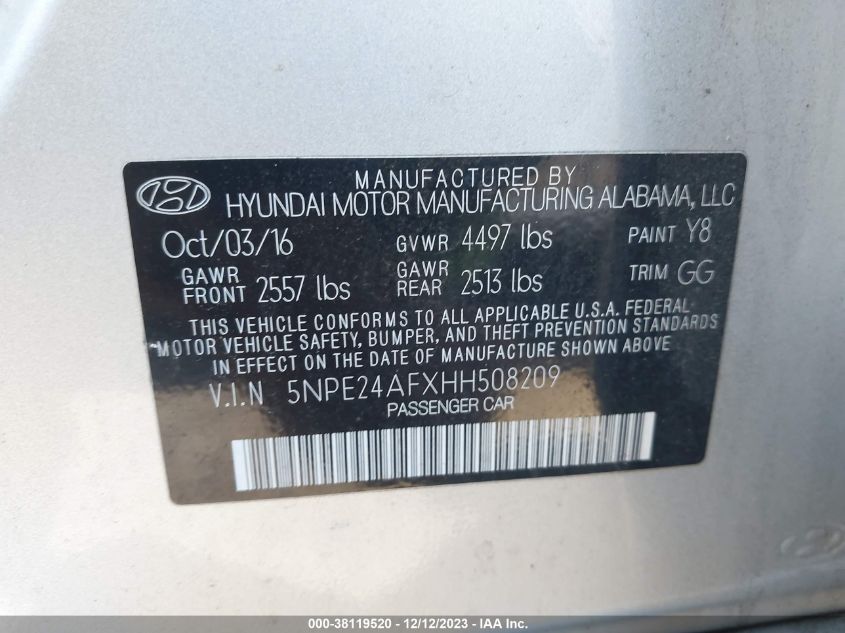 MANUFACTURED BY
HYUNDAI MOTOR MANUFACTURING ALABAMA, LLC
Oct/03/16 GVWR 4497 lbs PAINT Y8
GAWR FRONT 2557 lbs GAWR REAR 2513 lbs TRIM GG
THIS VEHICLE CONFORMS TO ALL APPLICABLE U.S.A. FEDERAL
MOTOR VEHICLE SAFETY, BUMPER, AND THEFT PREVENTION STANDARDS
IN EFFECT ON THE DATE OF MANUFACTURE SHOWN ABOVE.
V.I.N 5NPE24AFXHH508209
PASSENGER CAR
000-38119520 - 12/12/2023 - IAA Inc.